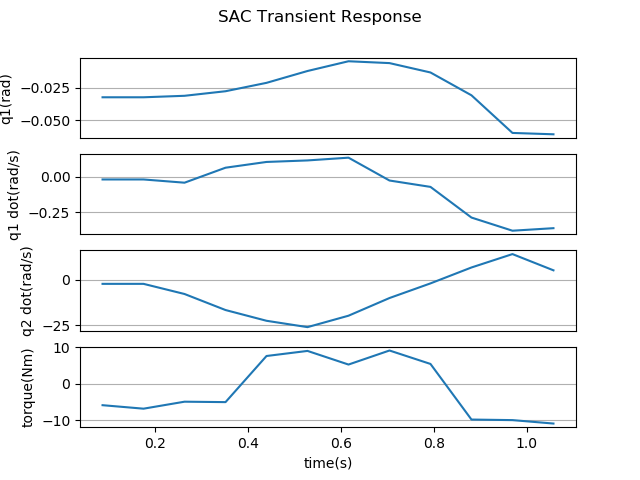 SAC Transient Response
q1(rad)
−0.025
−0.050
q1 dot(rad/s)
0.00
−0.25
q2 dot(rad/s)
0
−25
torque(Nm)
10
0
−10
0.2 0.4 0.6 0.8 1.0
time(s)